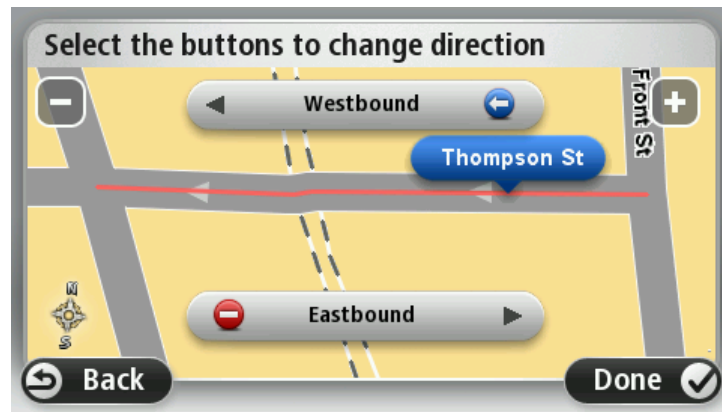 Select the buttons to change direction
Westbound
Front St
Thompson St
N
S
Eastbound
Back
Done